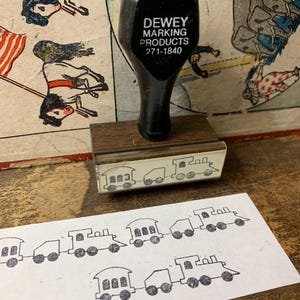 DEWEY
MARKING
PRODUCTS
271-1840